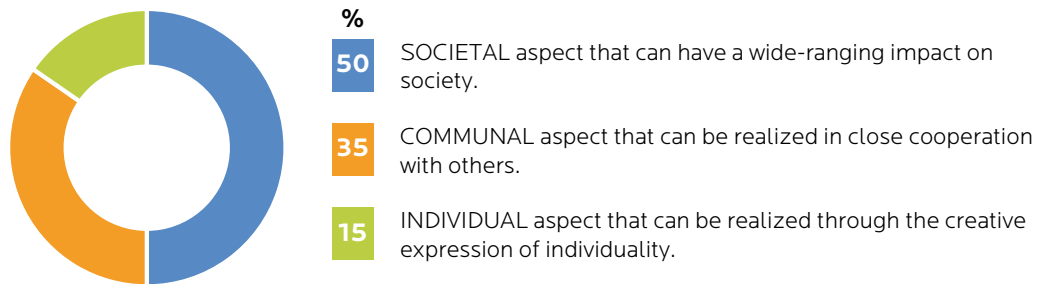 %
50
SOCIETAL aspect that can have a wide-ranging impact on
society.
35
COMMUNAL aspect that can be realized in close cooperation
with others.
15
INDIVIDUAL aspect that can be realized through the creative
expression of individuality.